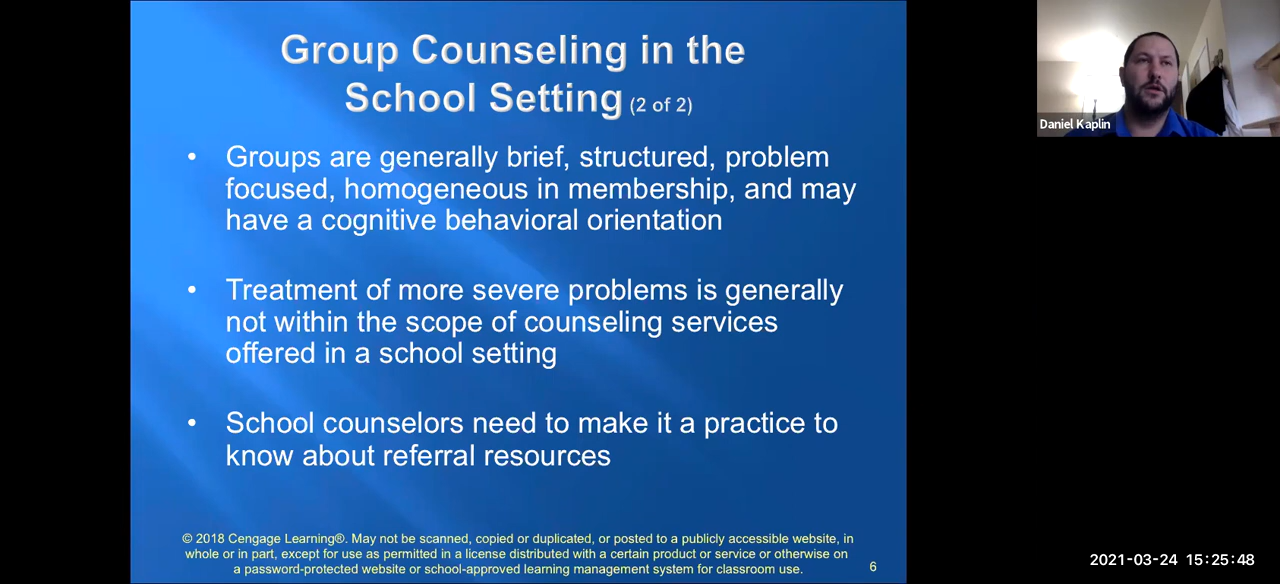 Group Counseling in the
School Setting (2 of 2)
• Groups are generally brief, structured, problem
focused, homogeneous in membership, and may
have a cognitive behavioral orientation
• Treatment of more severe problems is generally
not within the scope of counseling services
offered in a school setting
• School counselors need to make it a practice to
know about referral resources
© 2018 Cengage Learning®. May not be scanned, copied or duplicated, or posted to a publicly accessible website, in
whole or in part, except for use as permitted in a license distributed with a certain product or service or otherwise on
a password-protected website or school-approved learning management system for classroom use.
6
Daniel Kaplin
2021-03-24 15:25:48